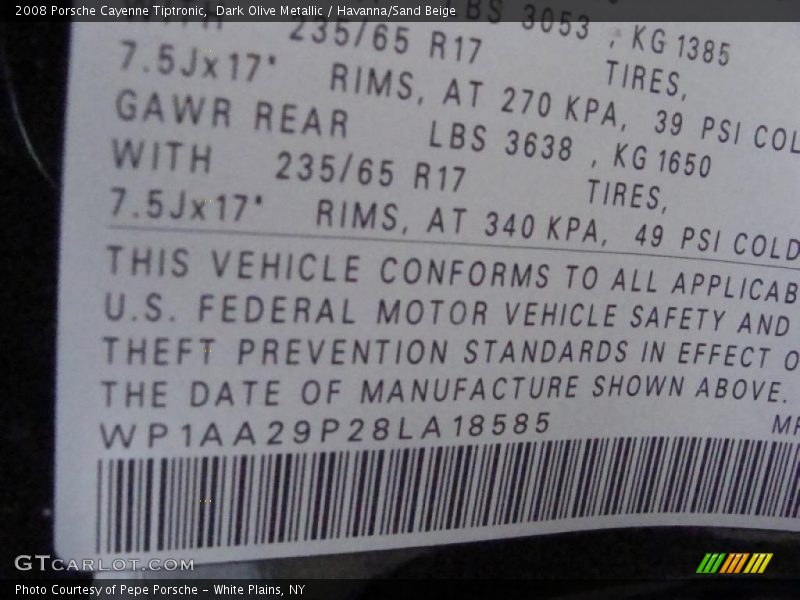 2008 Porsche Cayenne Tiptronic,  Dark Olive Metallic / Havanna/Sand Beige
LBS 3053 , KG 1385
235/65 R17 TIRES,
7.5Jx17" RIMS, AT 270 KPA, 39 PSI COL
GAWR REAR LBS 3638 , KG 1650
WITH 235/65 R17 TIRES,
7.5Jx17" RIMS, AT 340 KPA, 49 PSI COLD
THIS VEHICLE CONFORMS TO ALL APPLICAB
U.S. FEDERAL MOTOR VEHICLE SAFETY AND
THEFT PREVENTION STANDARDS IN EFFECT O
THE DATE OF MANUFACTURE SHOWN ABOVE.
WP1AA29P28LA18585 MP
GTCARLOT.COM
Photo Courtesy of Pepe Porsche - White Plains, NY